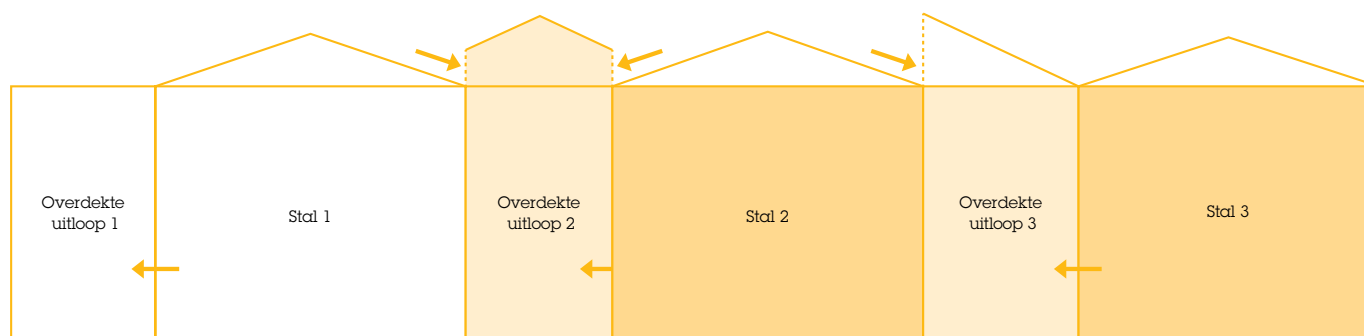 Overdekte
uitloop 1
Stal 1
Overdekte
uitloop 2
Stal 2
Overdekte
uitloop 3
Stal 3